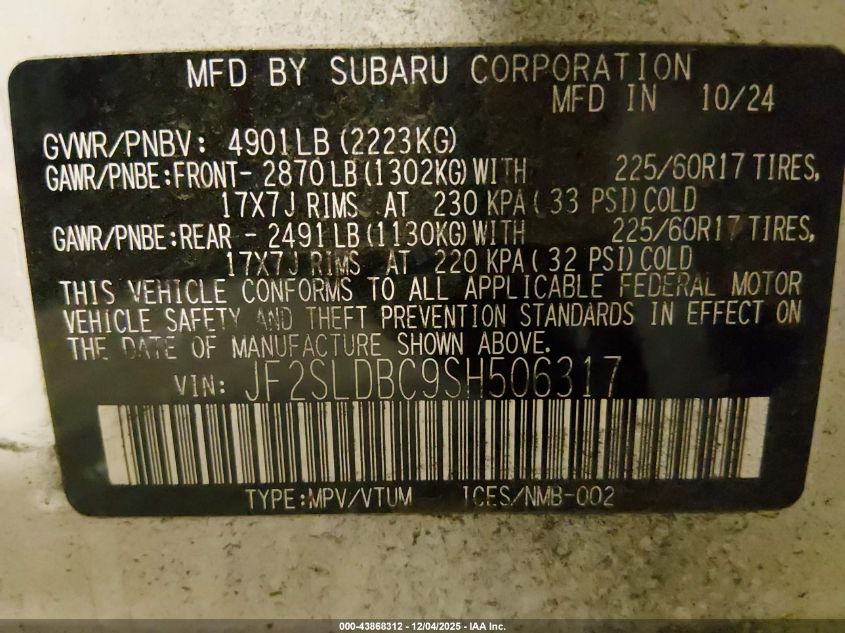 MFD BY SUBARU CORPORATION
MFD IN 10/24
GVWR/PNBV: 4901LB (2223KG)
GAWR/PNBE:FRONT- 2870 LB (1302KG) WITH 225/60R17 TIRES,
17X7J RIMS AT 230 KPA ( 33 PSI) COLD
GAWR/PNBE:REAR - 2491 LB (1130KG) WITH 225/60R17 TIRES,
17X7J RIMS AT 220 KPA ( 32 PSI) COLD
THIS VEHICLE CONFORMS TO ALL APPLICABLE FEDERAL MOTOR
VEHICLE SAFETY AND THEFT PREVENTION STANDARDS IN EFFECT ON
THE DATE OF MANUFACTURE SHOWN ABOVE.
VIN: JF2SLDBC9SH506317
TYPE:MPV/VTUM 1CES/NMB-002
000-43868312 - 12/04/2025 - IAA Inc.